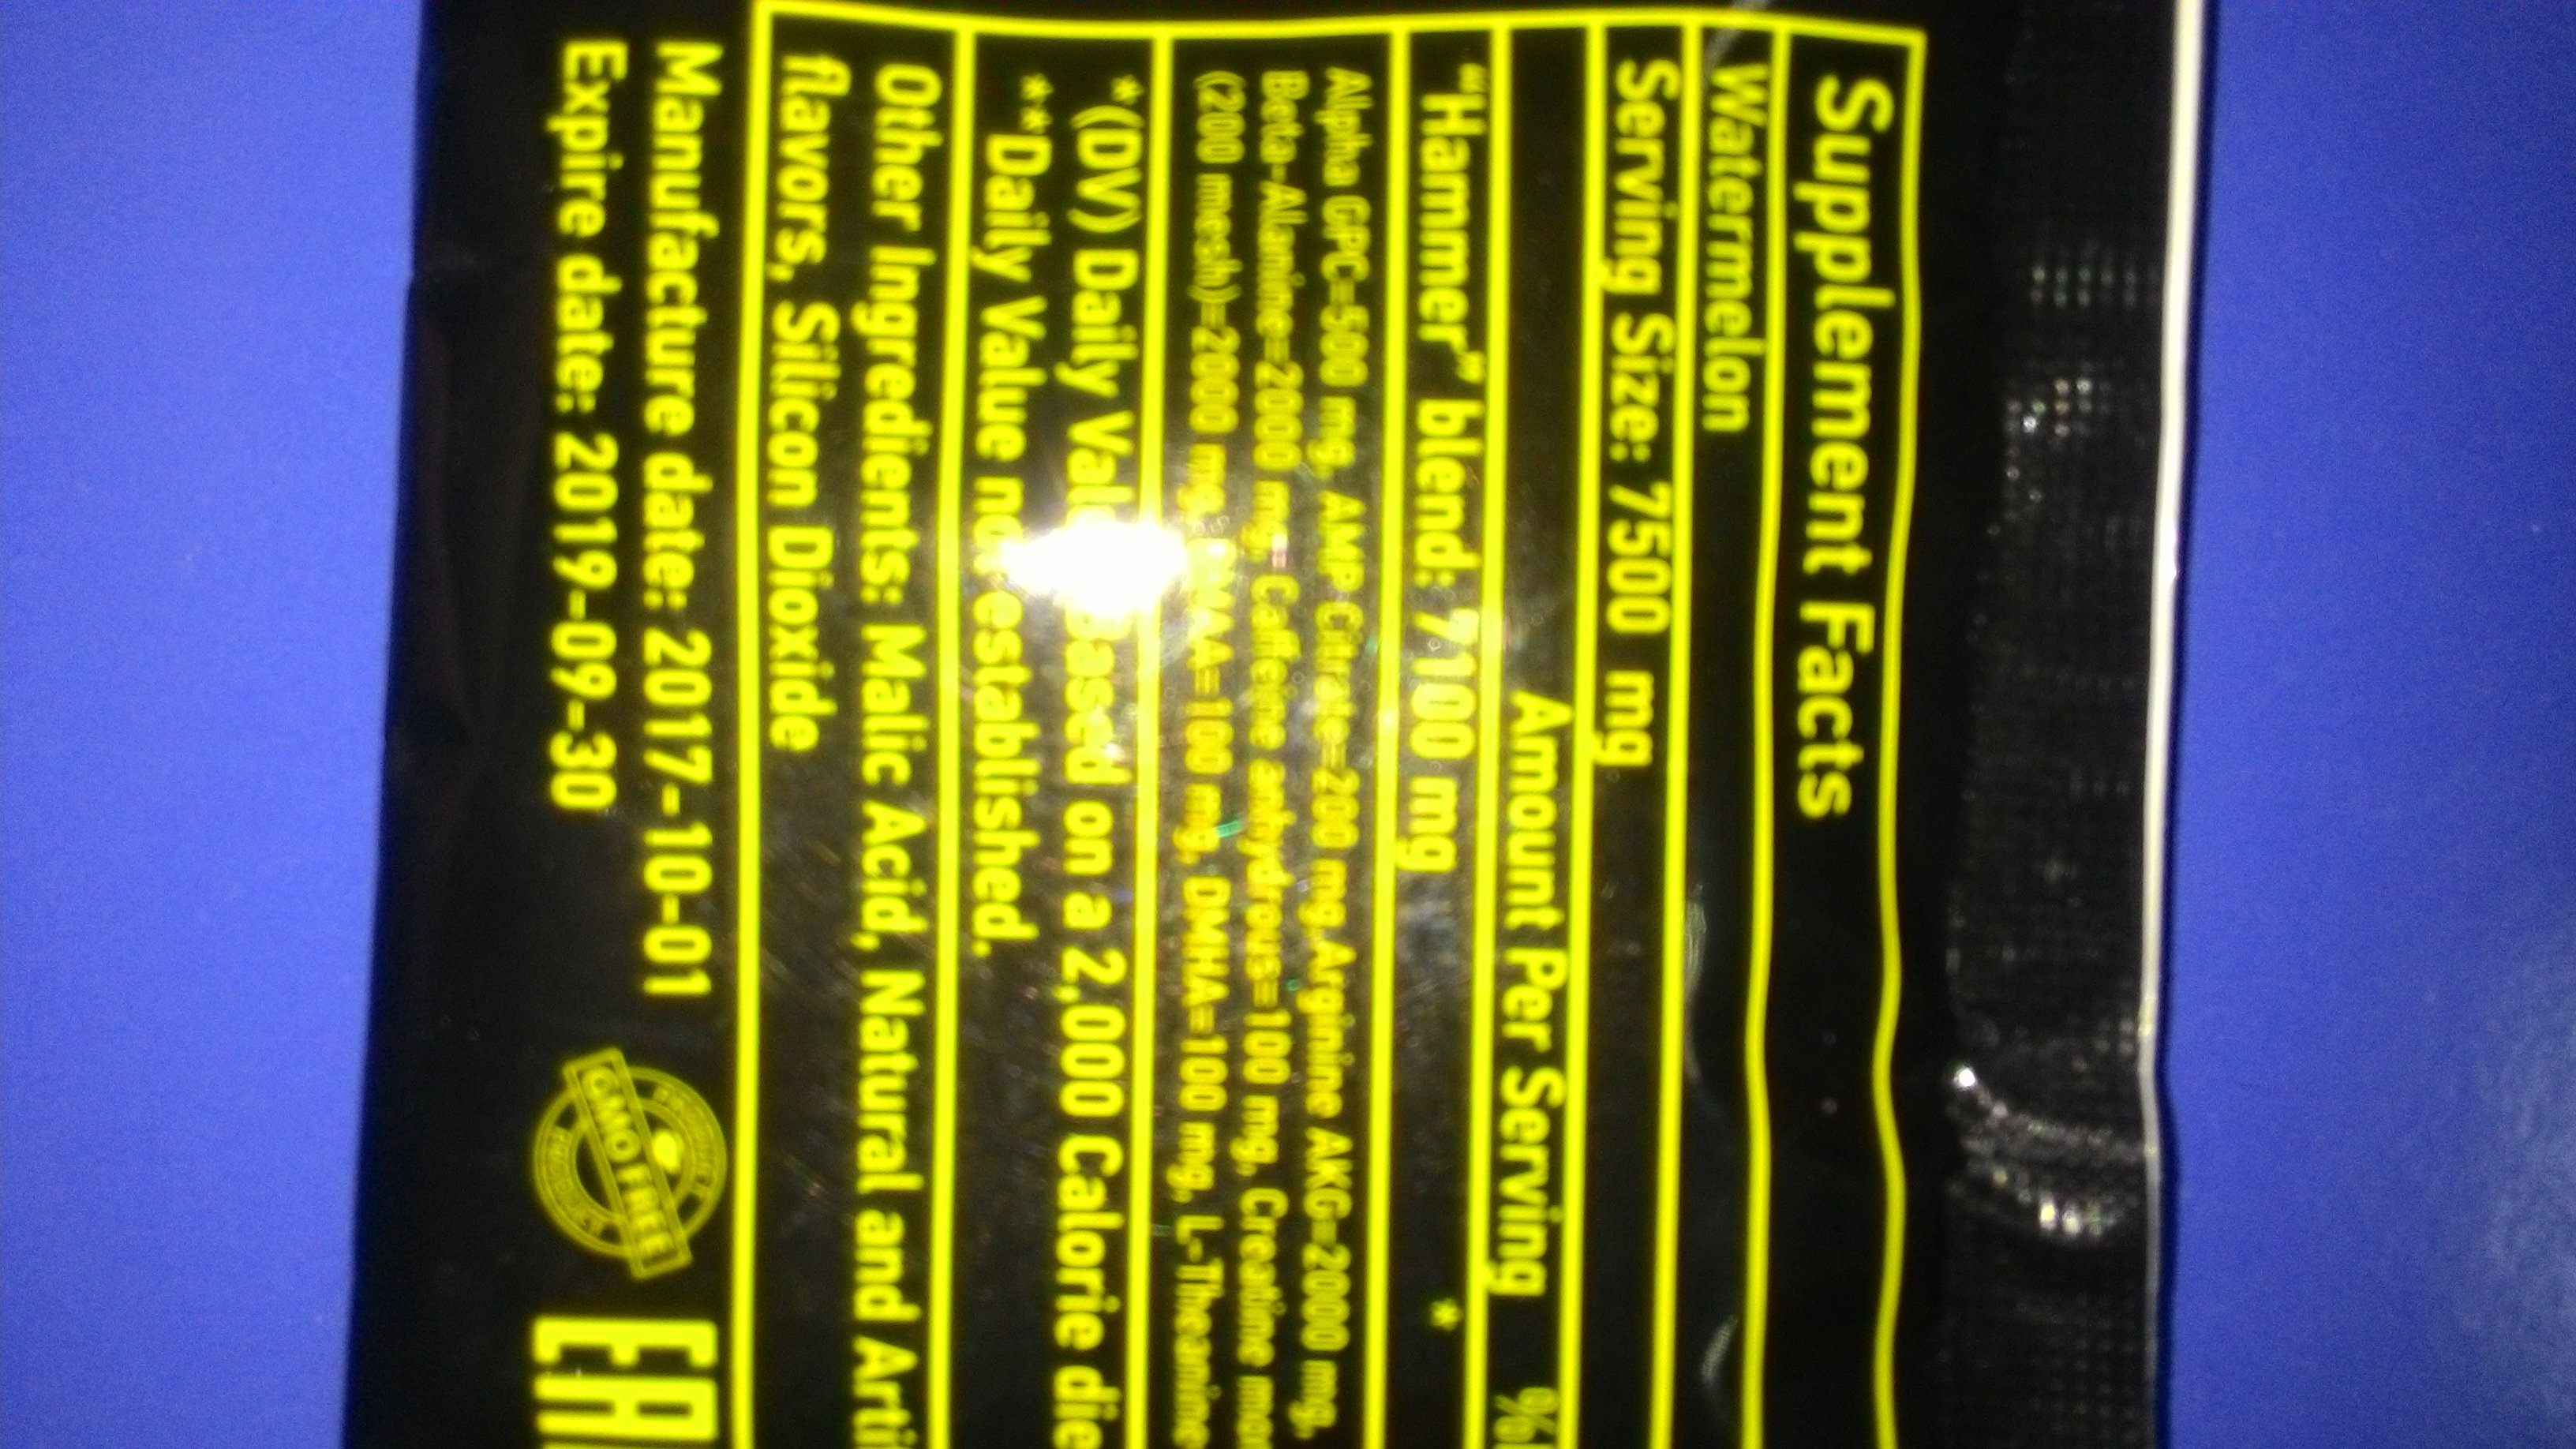 Supplement Facts
Watermelon
Serving Size: 7500 mg
Amount Per Serving %
"Hammer" blend: 7100 mg *
Alpha GPC=500 mg, AMP Citrate=200 mg, Arginine AKG=2000 mg,
Beta-Alanine=2000 mg, Caffeine anhydrous=100 mg, Creatine
(200 mesh)=2000 mg, DMAA=100 mg, DMHA=100 mg, L-Theanine
*(DV) Daily Value based on a 2,000 Calorie die
**Daily Value not established.
Other Ingredients: Malic Acid, Natural and Arti
flavors, Silicon Dioxide
Manufacture date: 2017-10-01
Expire date: 2019-09-30
GMO FREE
EA